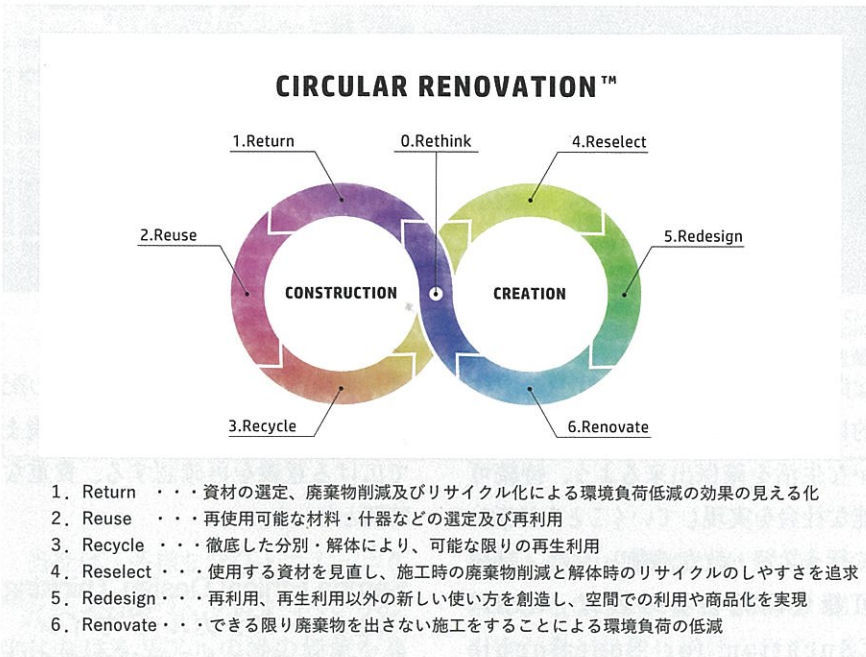 CIRCULAR RENOVATION™
1.Return
0.Rethink
4.Reselect
2.Reuse
5.Redesign
CONSTRUCTION
CREATION
3.Recycle
6.Renovate
1. Return ・・・資材の選定、廃棄物削減及びリサイクル化による環境負荷低減の効果の見える化
2. Reuse ・・・再使用可能な材料・什器などの選定及び再利用
3. Recycle ・・・徹底した分別・解体により、可能な限りの再生利用
4. Reselect・・・使用する資材を見直し、施工時の廃棄物削減と解体時のリサイクルのしやすさを追求
5. Redesign・・・再利用、再生利用以外の新しい使い方を創造し、空間での利用や商品化を実現
6. Renovate・・・できる限り廃棄物を出さない施工をすることによる環境負荷の低減